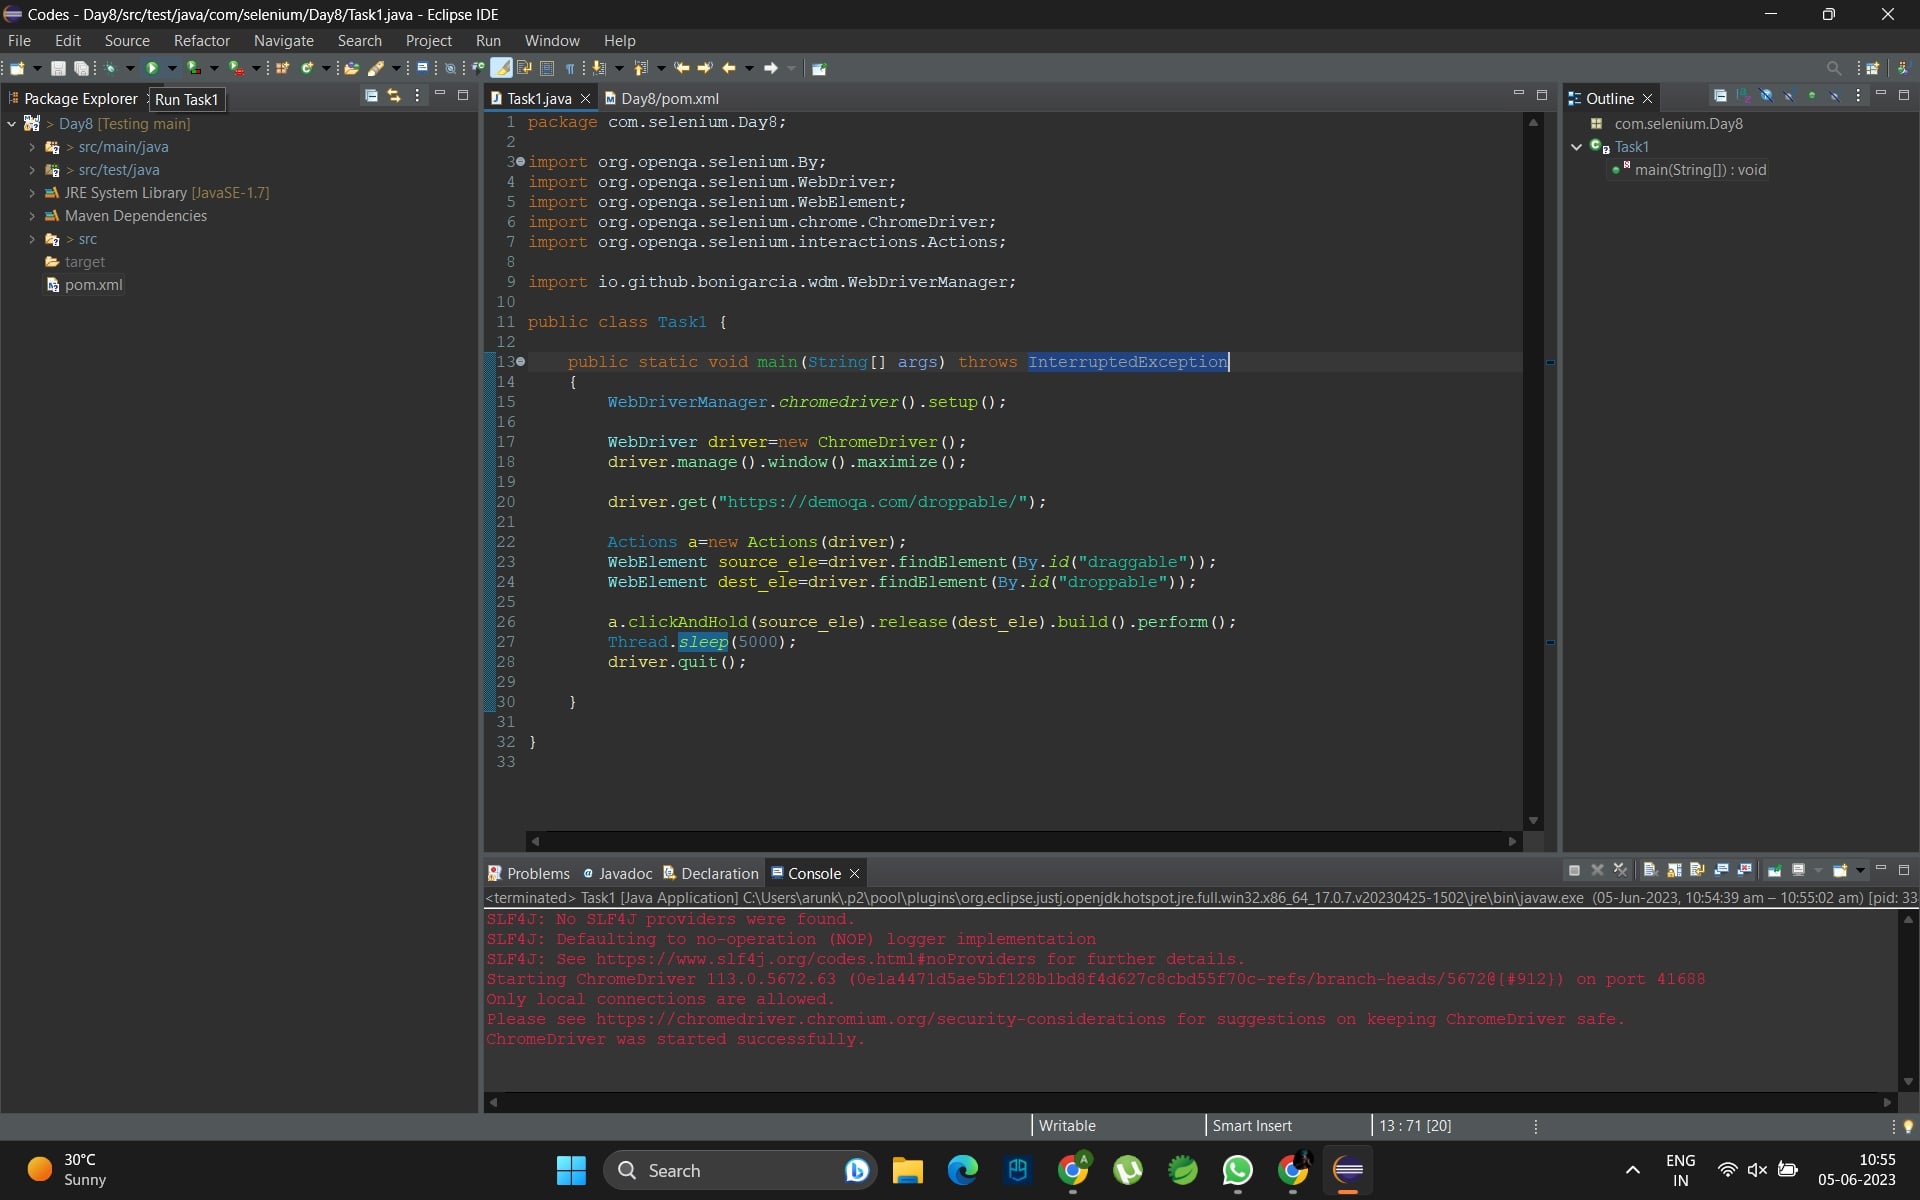 Codes - Day8/src/test/java/com/selenium/Day8/Task1.java - Eclipse IDE
File Edit Source Refactor Navigate Search Project Run Window Help
Package Explorer
Run Task1
> Day8 [Testing main]
> src/main/java
> src/test/java
JRE System Library [JavaSE-1.7]
Maven Dependencies
> src
target
pom.xml
Task1.java Day8/pom.xml
1 package com.selenium.Day8;
2
3 import org.openqa.selenium.By;
4 import org.openqa.selenium.WebDriver;
5 import org.openqa.selenium.WebElement;
6 import org.openqa.selenium.chrome.ChromeDriver;
7 import org.openqa.selenium.interactions.Actions;
8
9 import io.github.bonigarcia.wdm.WebDriverManager;
10
11 public class Task1 {
12
13 public static void main(String[] args) throws InterruptedException
14 {
15 WebDriverManager.chromedriver().setup();
16
17 WebDriver driver=new ChromeDriver();
18 driver.manage().window().maximize();
19
20 driver.get("https://demoqa.com/droppable/");
21
22 Actions a=new Actions(driver);
23 WebElement source_ele=driver.findElement(By.id("draggable"));
24 WebElement dest_ele=driver.findElement(By.id("droppable"));
25
26 a.clickAndHold(source_ele).release(dest_ele).build().perform();
27 Thread.sleep(5000);
28 driver.quit();
29
30 }
31
32 }
33
Outline
com.selenium.Day8
Task1
main(String[]) : void
Problems Javadoc Declaration Console
<terminated> Task1 [Java Application] C:\Users\arunk\.p2\pool\plugins\org.eclipse.justj.openjdk.hotspot.jre.full.win32.x86_64_17.0.7.v20230425-1502\jre\bin\javaw.exe (05-Jun-2023, 10:54:39 am – 10:55:02 am) [pid: 33
SLF4J: No SLF4J providers were found.
SLF4J: Defaulting to no-operation (NOP) logger implementation
SLF4J: See https://www.slf4j.org/codes.html#noProviders for further details.
Starting ChromeDriver 113.0.5672.63 (0e1a4471d5ae5bf128b1bd8f4d627c8cbd55f70c-refs/branch-heads/5672@{#912}) on port 41688
Only local connections are allowed.
Please see https://chromedriver.chromium.org/security-considerations for suggestions on keeping ChromeDriver safe.
ChromeDriver was started successfully.
Writable Smart Insert 13 : 71 [20]
30°C
Sunny
Search
ENG
IN
10:55
05-06-2023